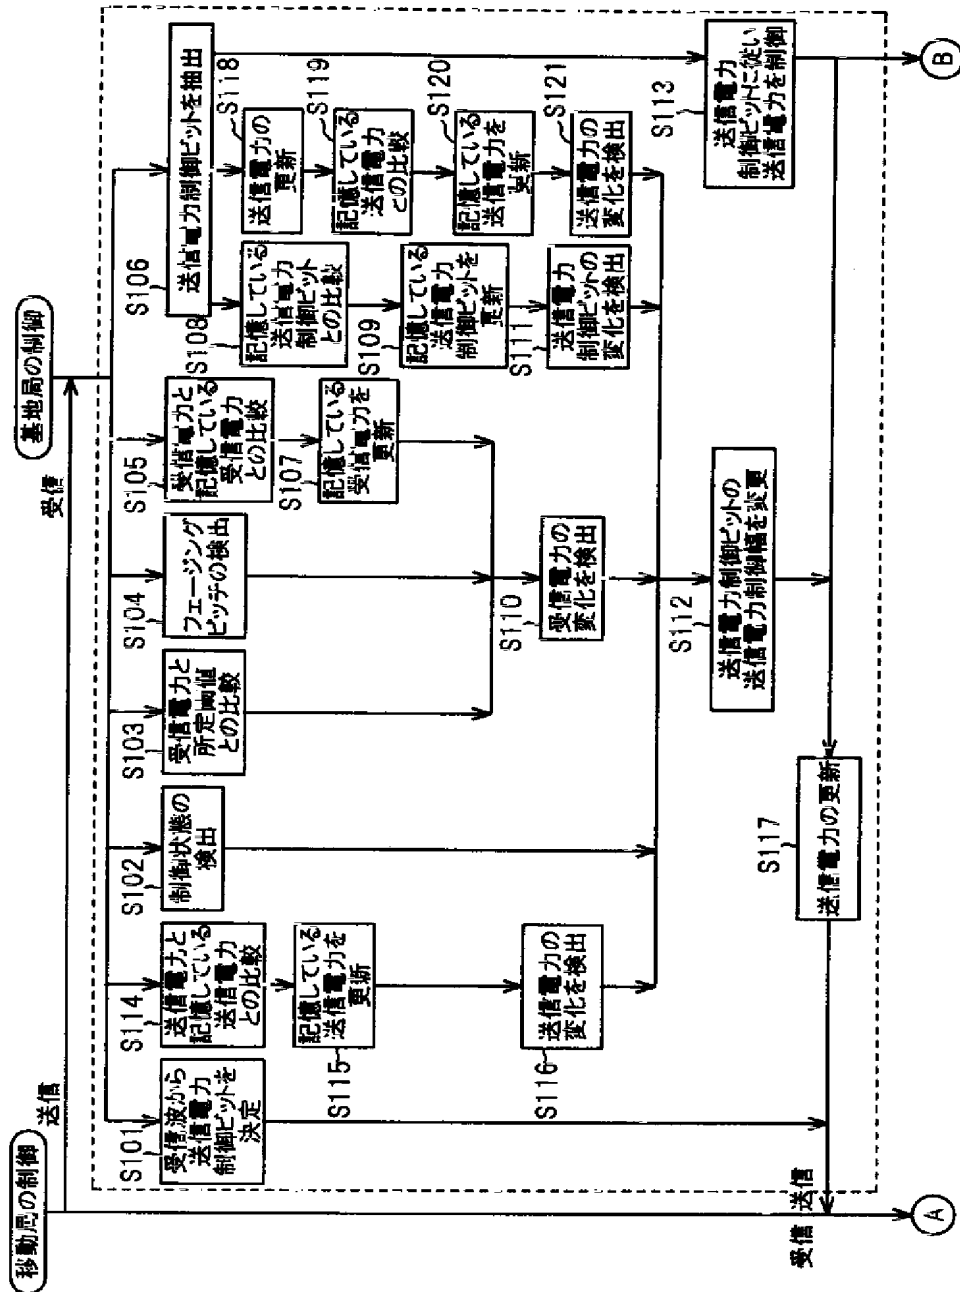 移動局の制御
送信
受信
基地局の制御
S101
受信波から
送信電力
制御ビットを
決定
S114
送信電力と
記憶している
送信電力
との比較
S115
記憶している
送信電力を
更新
S116
送信電力の
変化を検出
S102
制御状態の
検出
S103
受信電力と
所定閾値
との比較
S104
フェージング
ピッチの検出
S105
受信電力と
記憶している
受信電力
との比較
S107
記憶している
受信電力を
更新
S110
受信電力の
変化を検出
S106
送信電力制御ビットを抽出
S108
記憶している
送信電力
制御ビット
との比較
S109
記憶している
送信電力
制御ビットを
更新
S111
送信電力
制御ビットの
変化を検出
S118
送信電力の
更新
S119
記憶している
送信電力
との比較
S120
記憶している
送信電力を
更新
S121
送信電力の
変化を検出
S112
送信電力制御ビットの
送信電力制御幅を変更
S113
送信電力
制御ビットに従い
送信電力を制御
S117
送信電力の更新
受信
送信
A
B